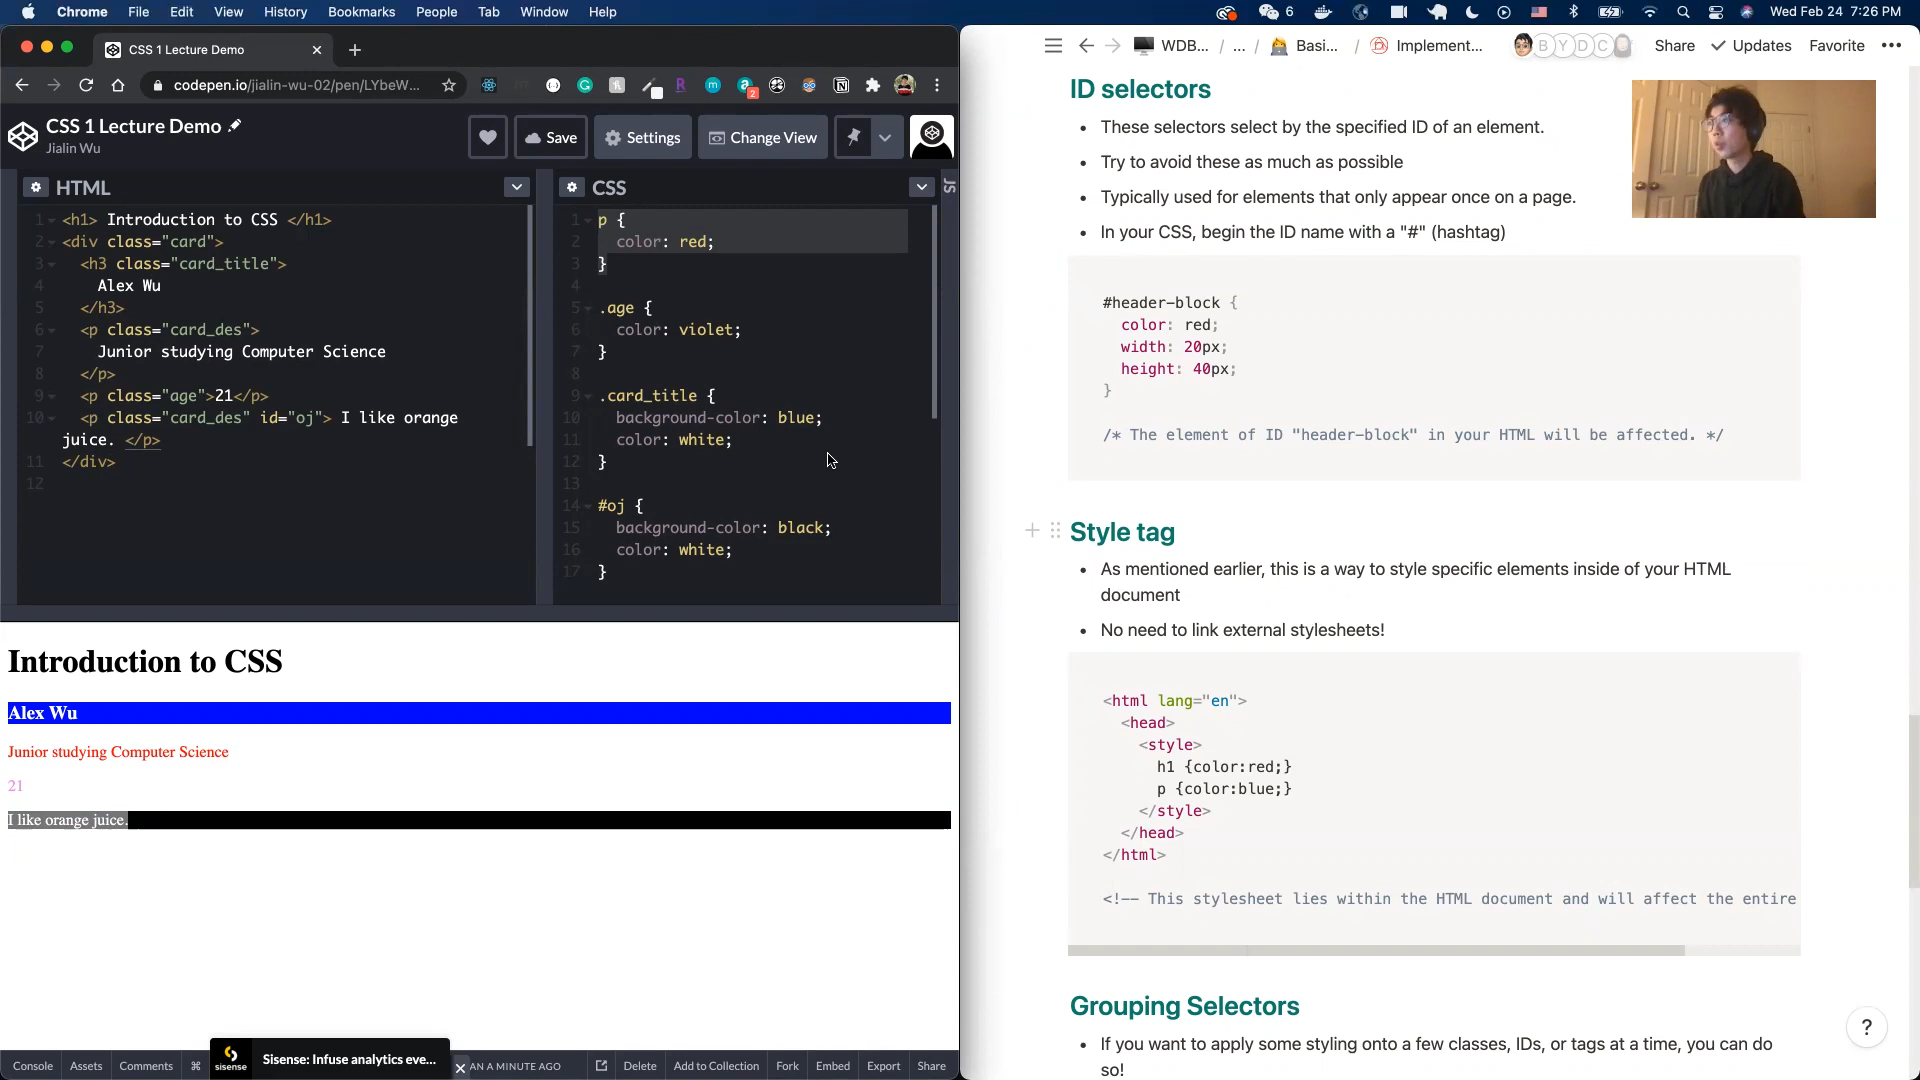 Chrome File Edit View History Bookmarks People Tab Window Help
6
Wed Feb 24 7:26 PM
CSS 1 Lecture Demo
codepen.io/jialin-wu-02/pen/LYbeW...
CSS 1 Lecture Demo
Jialin Wu
Save
Settings
Change View
HTML
1 <h1> Introduction to CSS </h1>
2 <div class="card">
3 <h3 class="card_title">
4 Alex Wu
5 </h3>
6 <p class="card_des">
7 Junior studying Computer Science
8 </p>
9 <p class="age">21</p>
10 <p class="card_des" id="oj"> I like orange
juice. </p>
11 </div>
12
CSS
JS
1 p {
2 color: red;
3 }
4
5 .age {
6 color: violet;
7 }
8
9 .card_title {
10 background-color: blue;
11 color: white;
12 }
13
14 #oj {
15 background-color: black;
16 color: white;
17 }
Introduction to CSS
Alex Wu
Junior studying Computer Science
21
I like orange juice.
Console Assets Comments ⌘
sisense
Sisense: Infuse analytics eve...
AN A MINUTE AGO
Delete Add to Collection Fork Embed Export Share
WDB... / ... / Basi... / Implement...
B Y D C
Share Updates Favorite
ID selectors
• These selectors select by the specified ID of an element.
• Try to avoid these as much as possible
• Typically used for elements that only appear once on a page.
• In your CSS, begin the ID name with a "#" (hashtag)
#header-block {
color: red;
width: 20px;
height: 40px;
}
/* The element of ID "header-block" in your HTML will be affected. */
Style tag
• As mentioned earlier, this is a way to style specific elements inside of your HTML
document
• No need to link external stylesheets!
<html lang="en">
<head>
<style>
h1 {color:red;}
p {color:blue;}
</style>
</head>
</html>
<!-- This stylesheet lies within the HTML document and will affect the entire
Grouping Selectors
• If you want to apply some styling onto a few classes, IDs, or tags at a time, you can do
so!
?